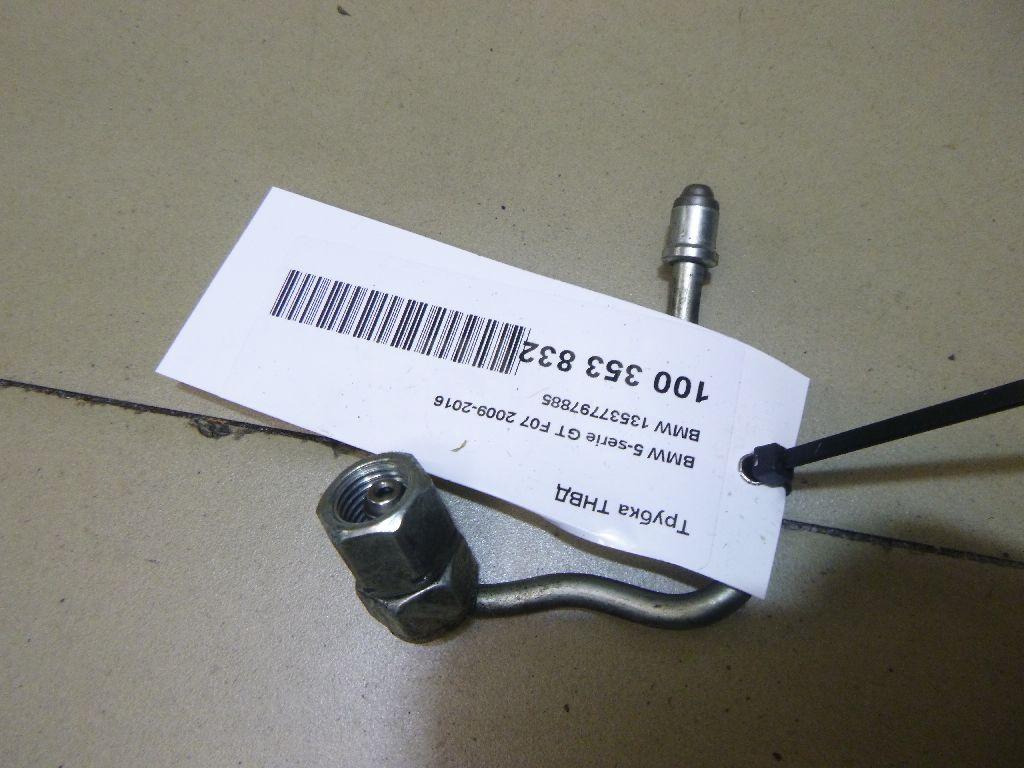 Трубка ТНВД
BMW 5-serie GT F07 2009-2016
BMW 13537797885
100 353 832